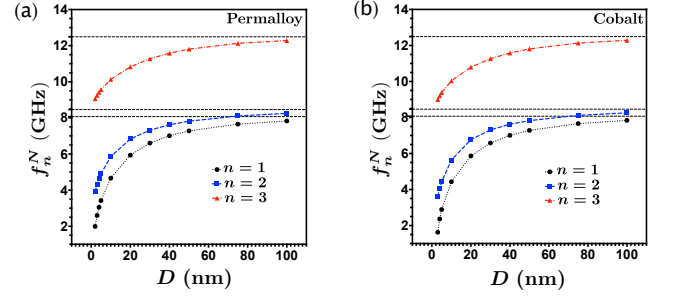 (a)
Permalloy
14
12
10
8
6
4
2
f_n^N (GHz)
n = 1
n = 2
n = 3
0 20 40 60 80 100
D (nm)
(b)
Cobalt
14
12
10
8
6
4
2
f_n^N (GHz)
n = 1
n = 2
n = 3
0 20 40 60 80 100
D (nm)